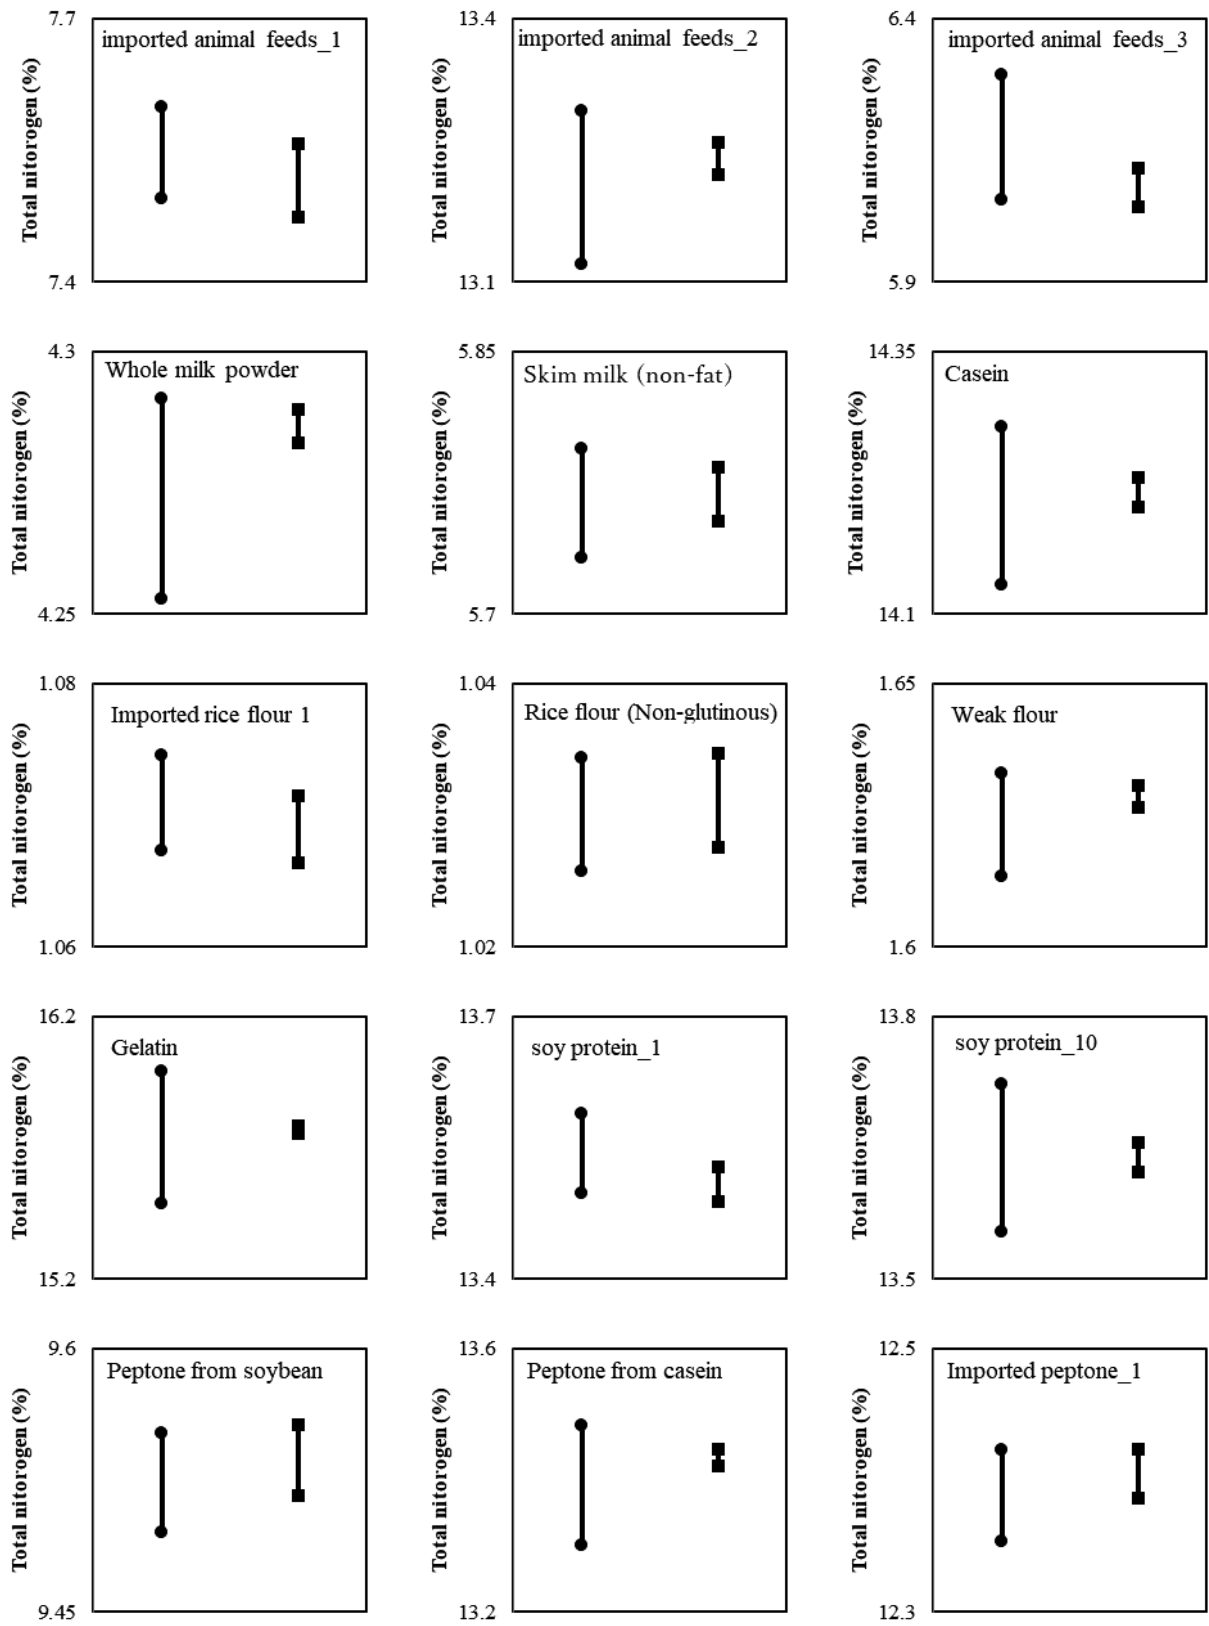 7.7
imported animal feeds_1
Total nitorogen (%)
7.4
13.4
imported animal feeds_2
Total nitorogen (%)
13.1
6.4
imported animal feeds_3
Total nitorogen (%)
5.9
4.3
Whole milk powder
Total nitorogen (%)
4.25
5.85
Skim milk (non-fat)
Total nitorogen (%)
5.7
14.35
Casein
Total nitorogen (%)
14.1
1.08
Imported rice flour 1
Total nitorogen (%)
1.06
1.04
Rice flour (Non-glutinous)
Total nitorogen (%)
1.02
1.65
Weak flour
Total nitorogen (%)
1.6
16.2
Gelatin
Total nitorogen (%)
15.2
13.7
soy protein_1
Total nitorogen (%)
13.4
13.8
soy protein_10
Total nitorogen (%)
13.5
9.6
Peptone from soybean
Total nitorogen (%)
9.45
13.6
Peptone from casein
Total nitorogen (%)
13.2
12.5
Imported peptone_1
Total nitorogen (%)
12.3